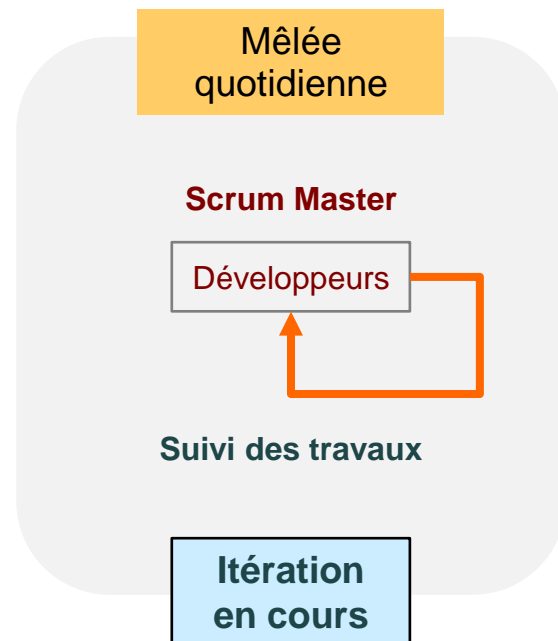 Mêlée
quotidienne
Scrum Master
Développeurs
Suivi des travaux
Itération
en cours